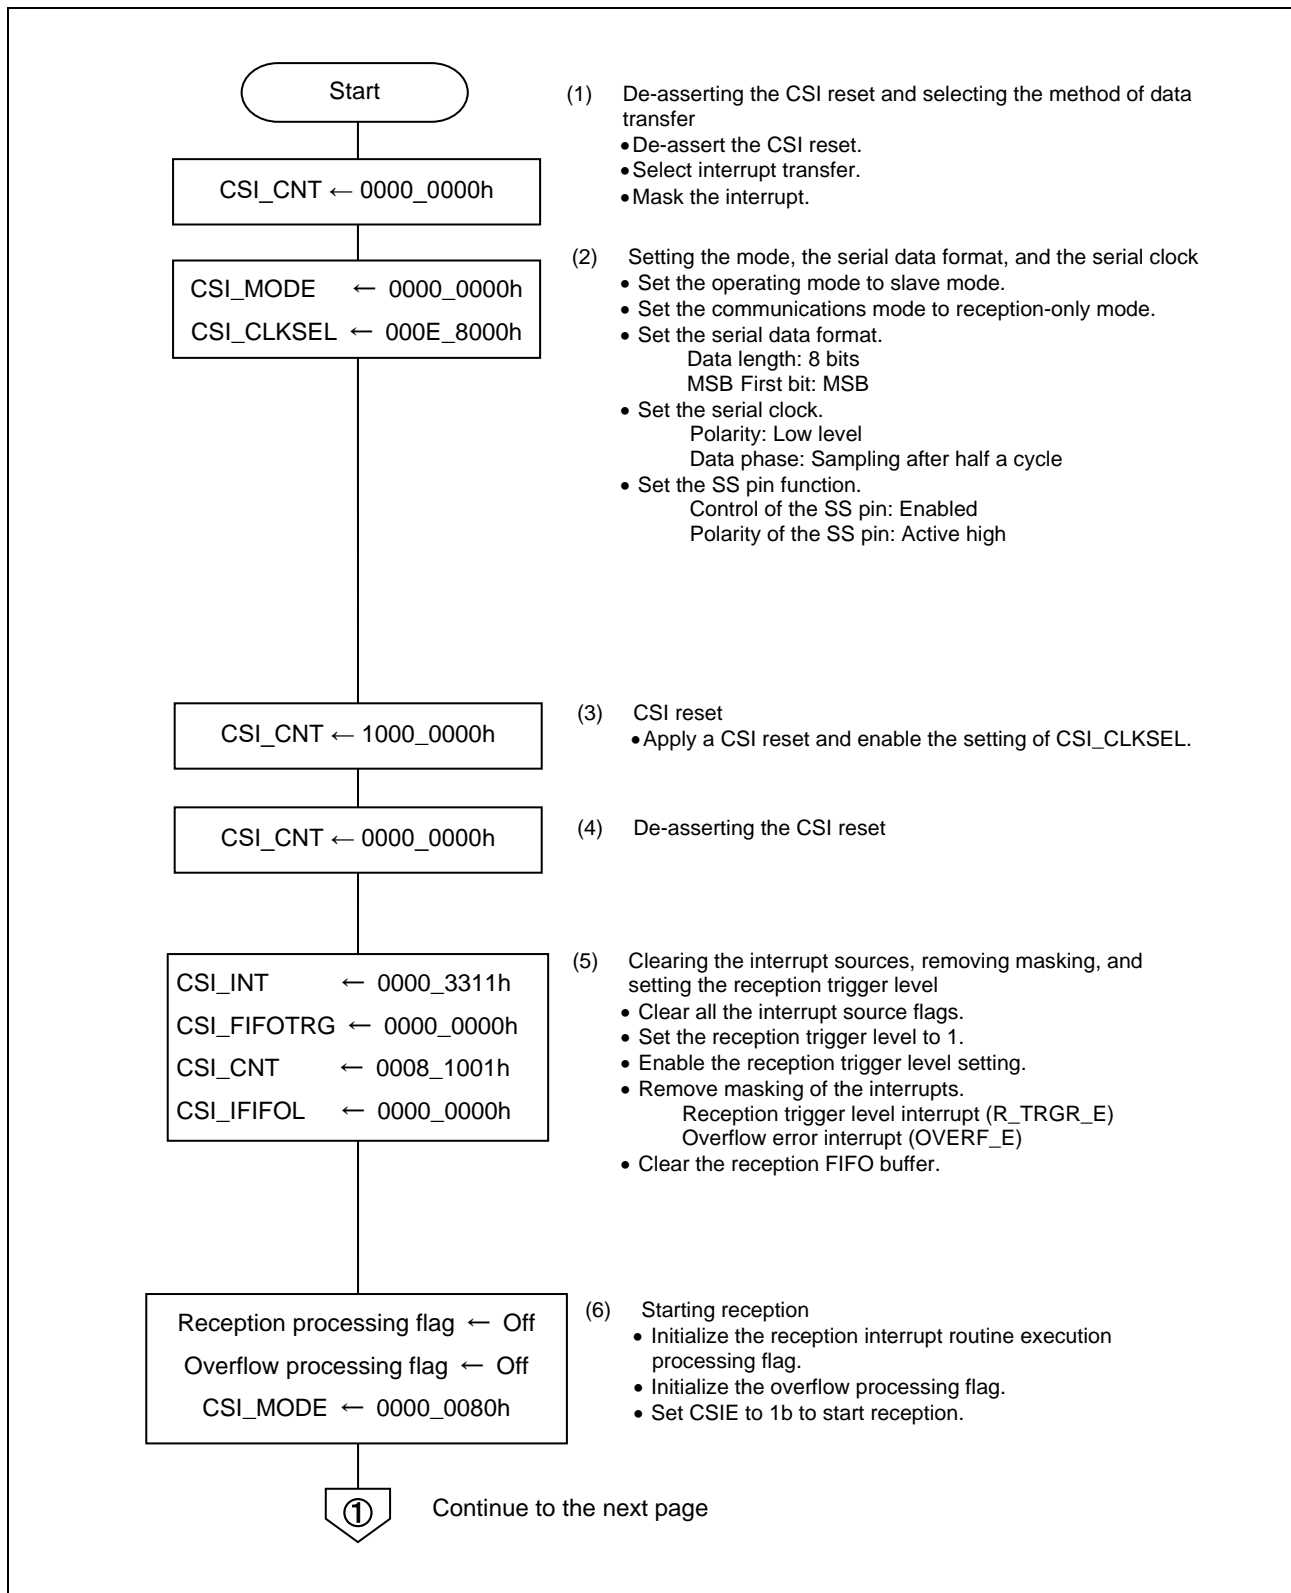 Start
CSI_CNT ← 0000_0000h
(1) De-asserting the CSI reset and selecting the method of data
transfer
• De-assert the CSI reset.
• Select interrupt transfer.
• Mask the interrupt.
CSI_MODE ← 0000_0000h
CSI_CLKSEL ← 000E_8000h
(2) Setting the mode, the serial data format, and the serial clock
• Set the operating mode to slave mode.
• Set the communications mode to reception-only mode.
• Set the serial data format.
Data length: 8 bits
MSB First bit: MSB
• Set the serial clock.
Polarity: Low level
Data phase: Sampling after half a cycle
• Set the SS pin function.
Control of the SS pin: Enabled
Polarity of the SS pin: Active high
CSI_CNT ← 1000_0000h
(3) CSI reset
• Apply a CSI reset and enable the setting of CSI_CLKSEL.
CSI_CNT ← 0000_0000h
(4) De-asserting the CSI reset
CSI_INT ← 0000_3311h
CSI_FIFOTRG ← 0000_0000h
CSI_CNT ← 0008_1001h
CSI_IFIFOL ← 0000_0000h
(5) Clearing the interrupt sources, removing masking, and
setting the reception trigger level
• Clear all the interrupt source flags.
• Set the reception trigger level to 1.
• Enable the reception trigger level setting.
• Remove masking of the interrupts.
Reception trigger level interrupt (R_TRGR_E)
Overflow error interrupt (OVERF_E)
• Clear the reception FIFO buffer.
Reception processing flag ← Off
Overflow processing flag ← Off
CSI_MODE ← 0000_0080h
(6) Starting reception
• Initialize the reception interrupt routine execution
processing flag.
• Initialize the overflow processing flag.
• Set CSIE to 1b to start reception.
① Continue to the next page